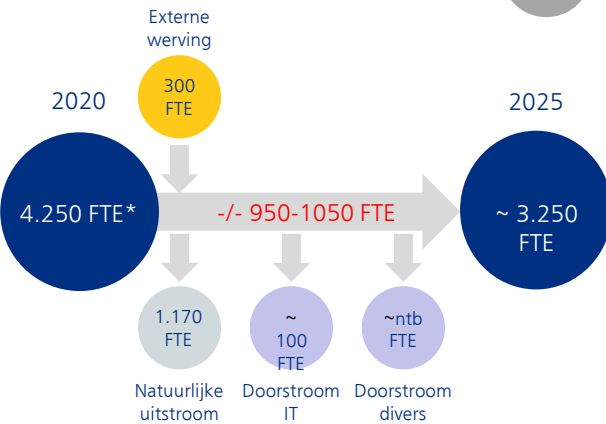 Externe
werving
300
FTE
2020
2025
4.250 FTE*
-/- 950-1050 FTE
~ 3.250
FTE
1.170
FTE
~
100
FTE
~ntb
FTE
Natuurlijke
uitstroom
Doorstroom
IT
Doorstroom
divers